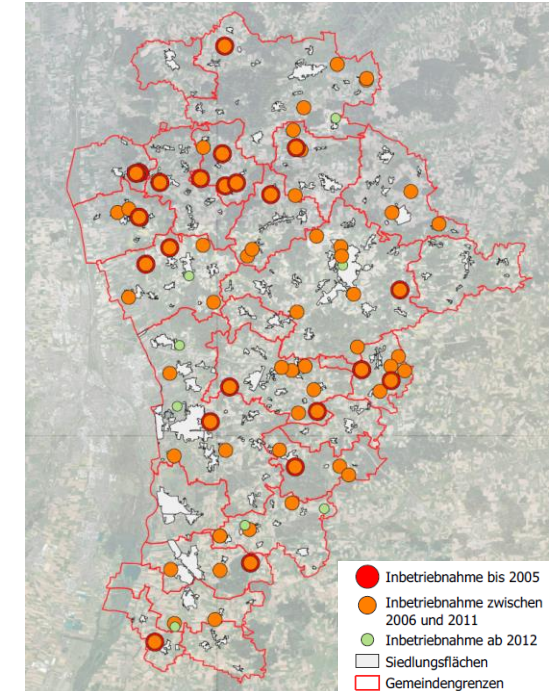 Inbetriebnahme bis 2005
Inbetriebnahme zwischen
2006 und 2011
Inbetriebnahme ab 2012
Siedlungsflächen
Gemeindengrenzen